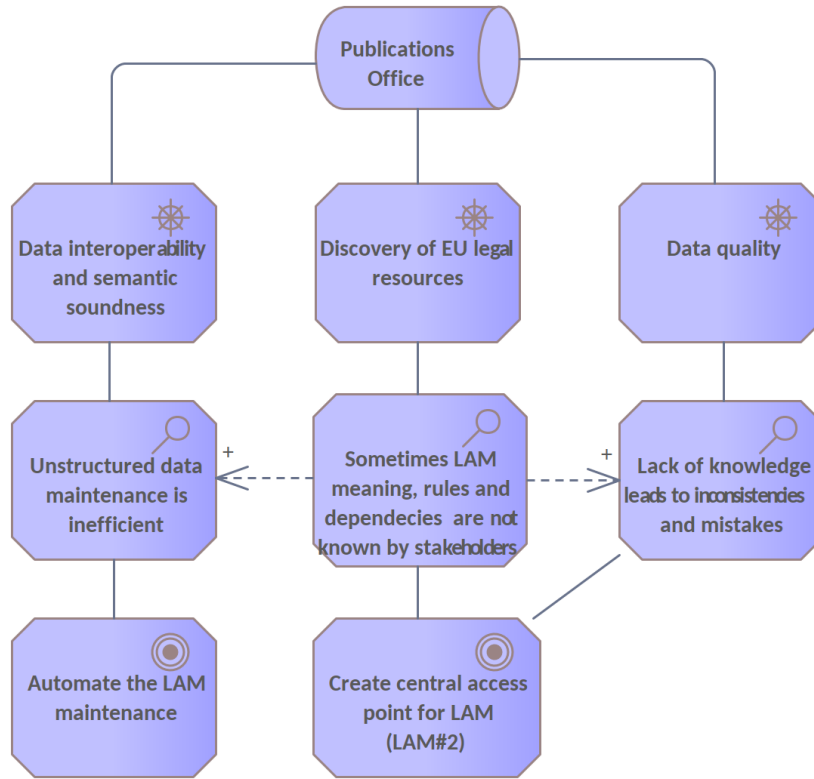 Publications
Office
Data interoperability
and semantic
soundness
Discovery of EU legal
resources
Data quality
Unstructured data
maintenance is
inefficient
+
Sometimes LAM
meaning, rules and
dependecies are not
known by stakeholders
+
Lack of knowledge
leads to inconsistencies
and mistakes
Automate the LAM
maintenance
Create central access
point for LAM
(LAM#2)